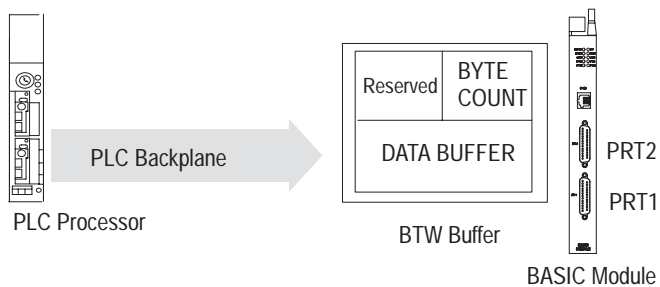 PLC Backplane
PLC Processor
Reserved
BYTE
COUNT
DATA BUFFER
BTW Buffer
PRT2
PRT1
BASIC Module